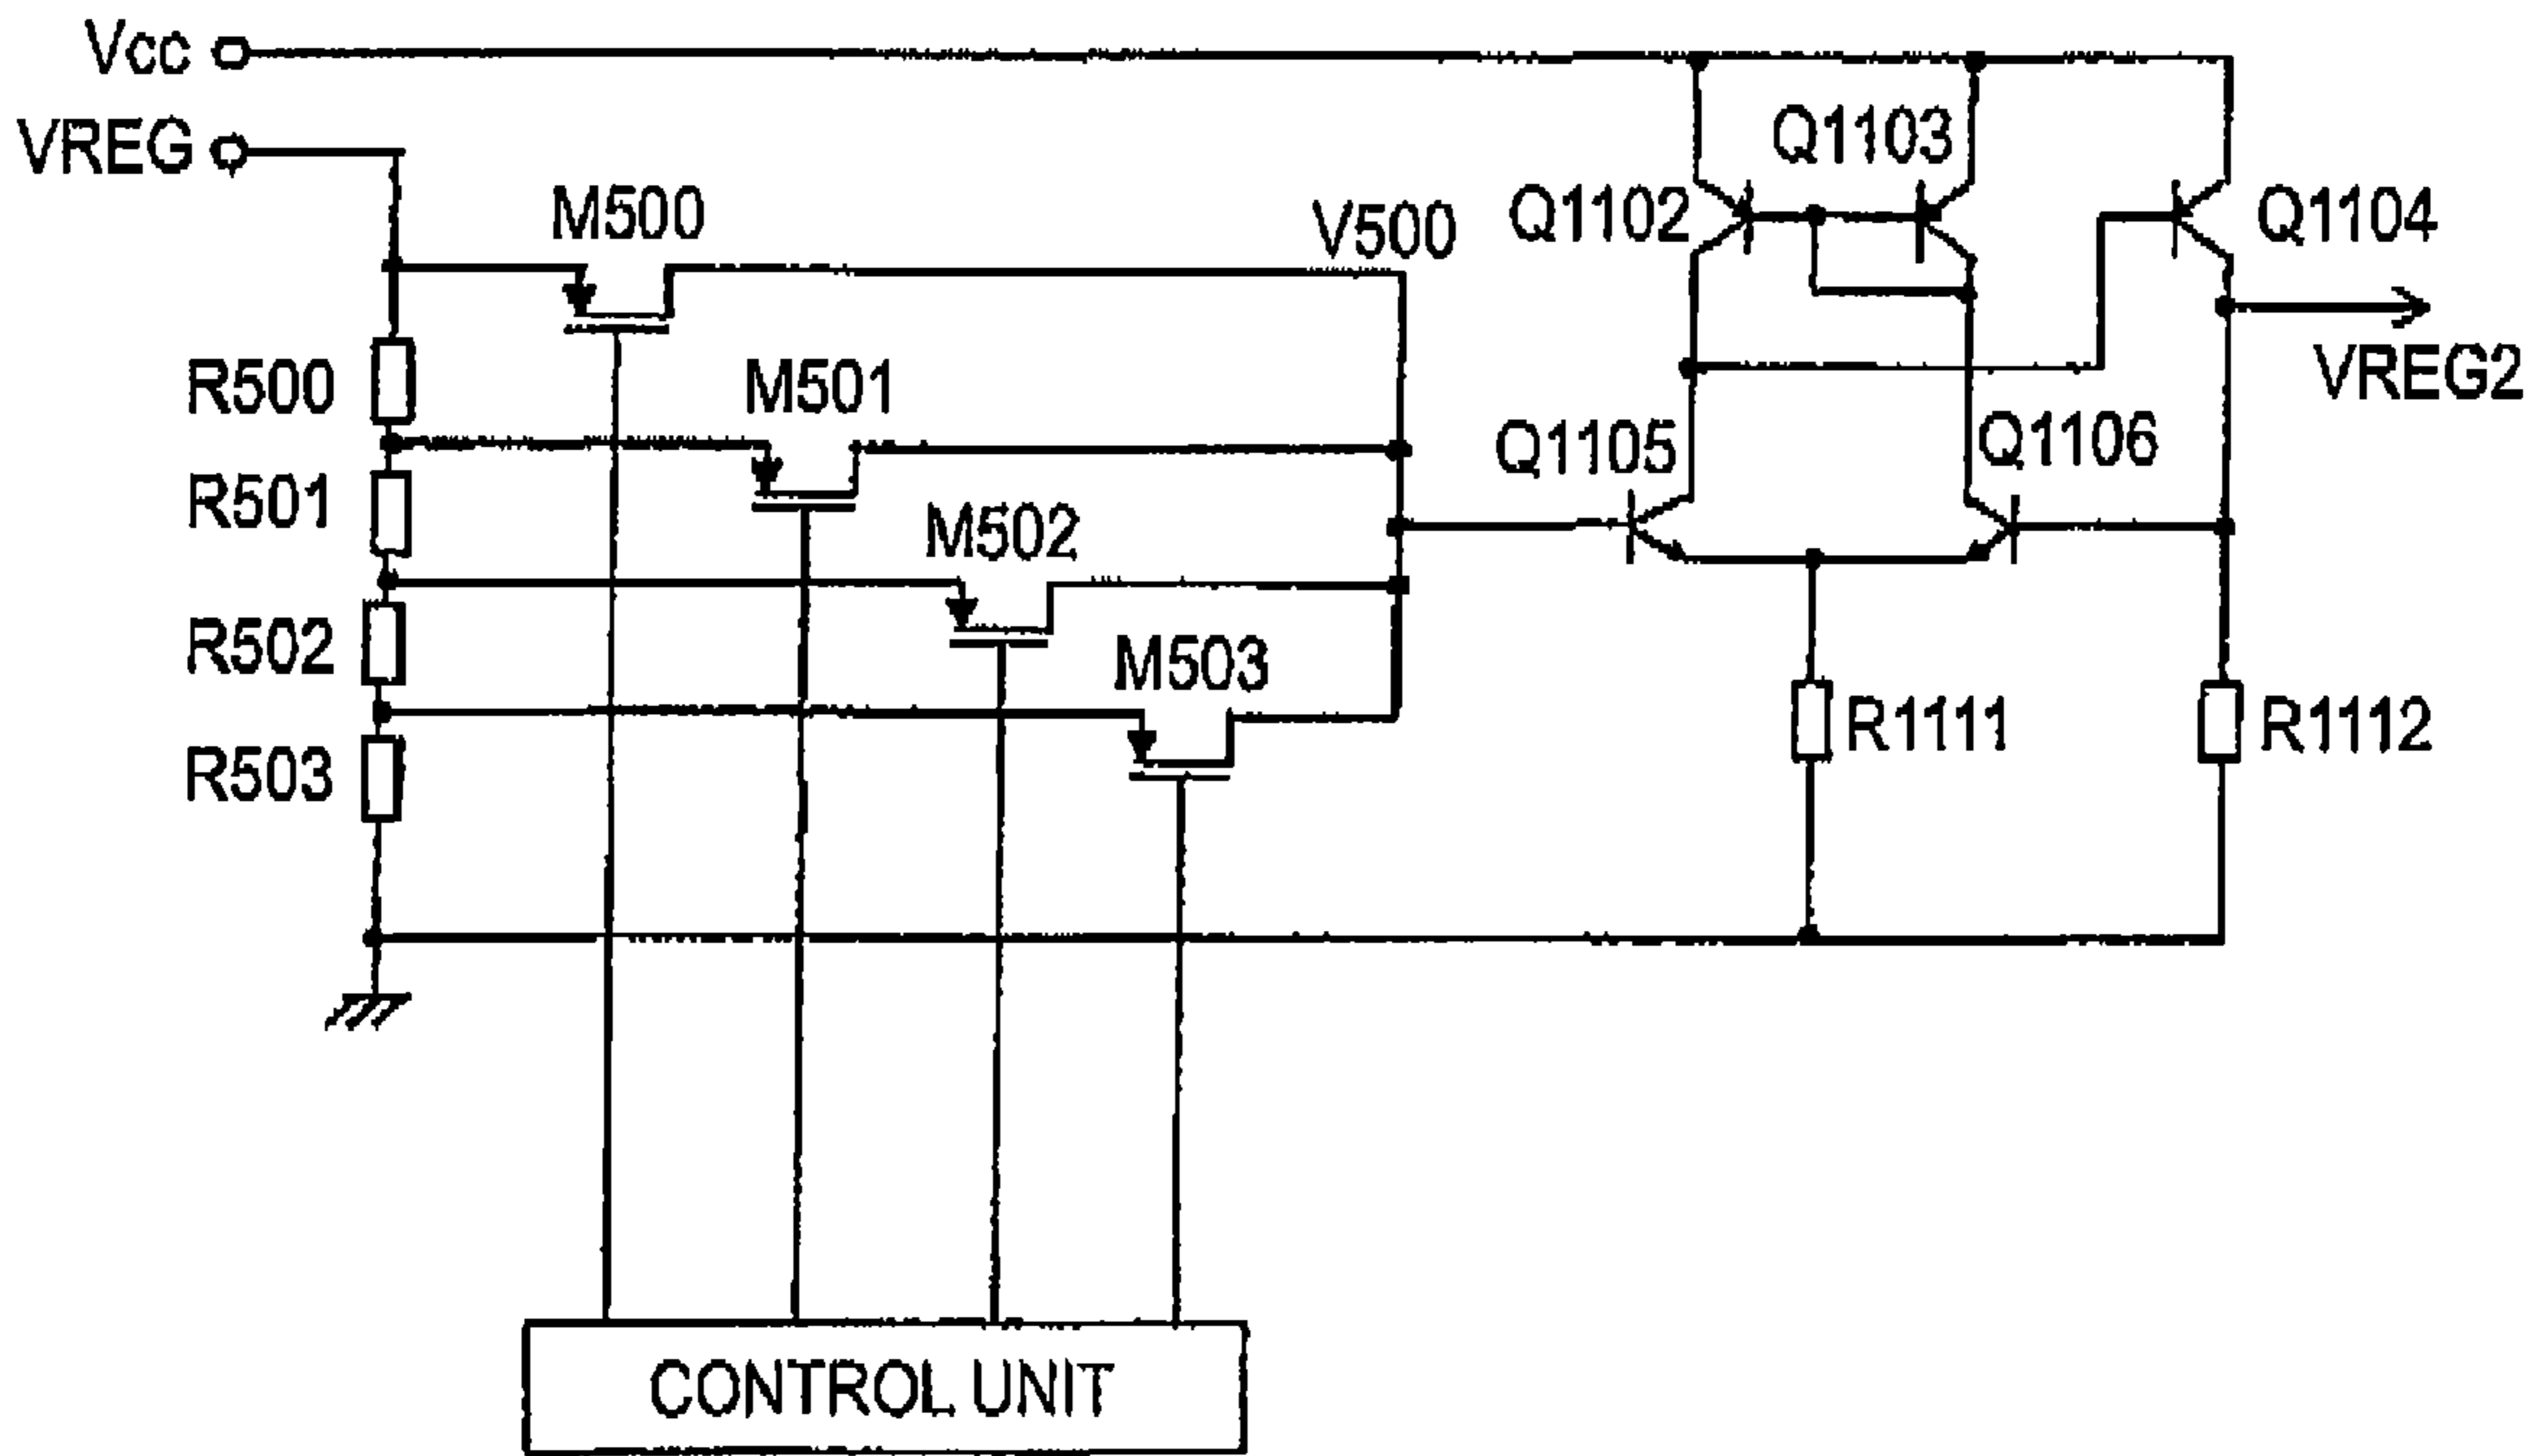 Vcc
VREG
M500
V500
Q1103
Q1102
Q1104
VREG2
R500
M501
Q1105
Q1106
R501
M502
R502
M503
R1111
R1112
R503
CONTROL UNIT